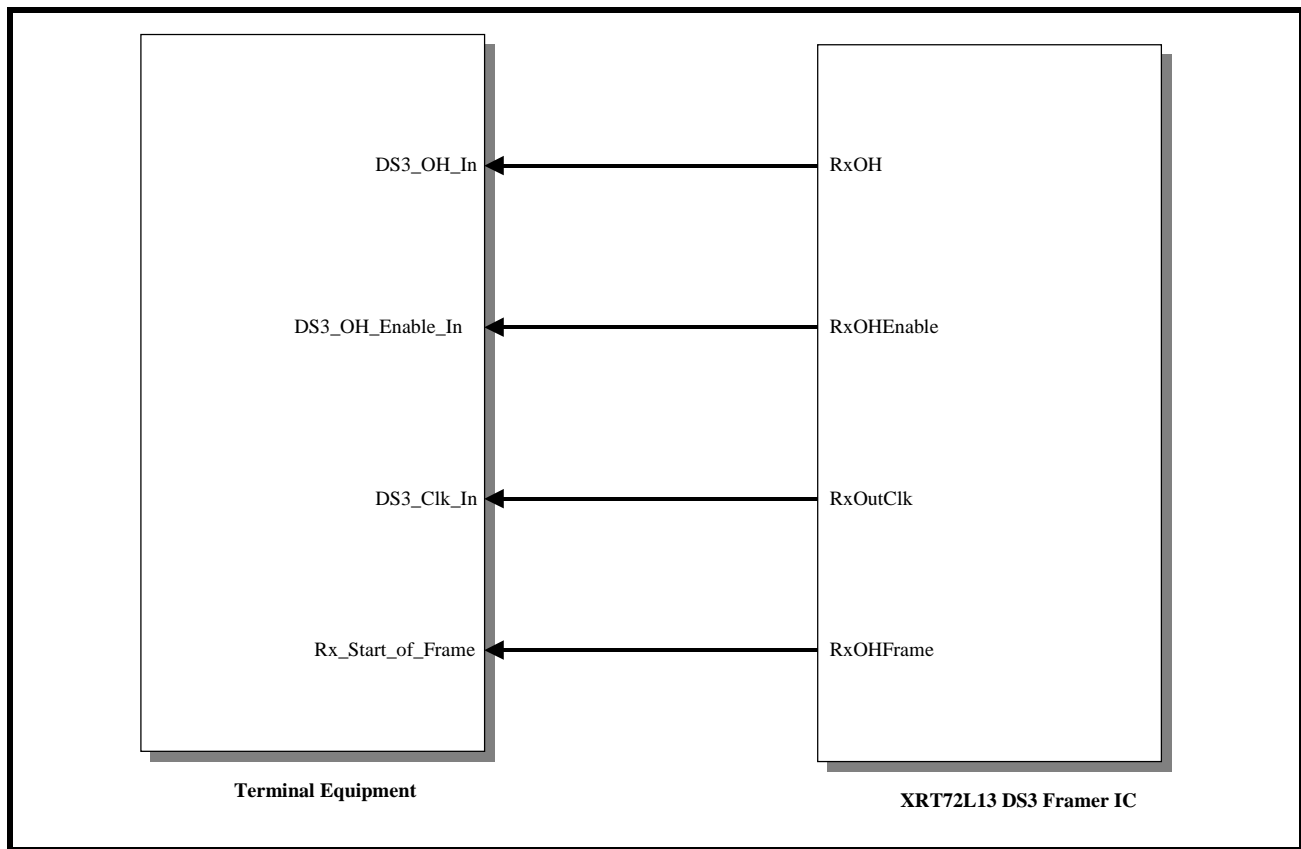 DS3_OH_In
RxOH
DS3_OH_Enable_In
RxOHEnable
DS3_Clk_In
RxOutClk
Rx_Start_of_Frame
RxOHFrame
Terminal Equipment
XRT72L13 DS3 Framer IC